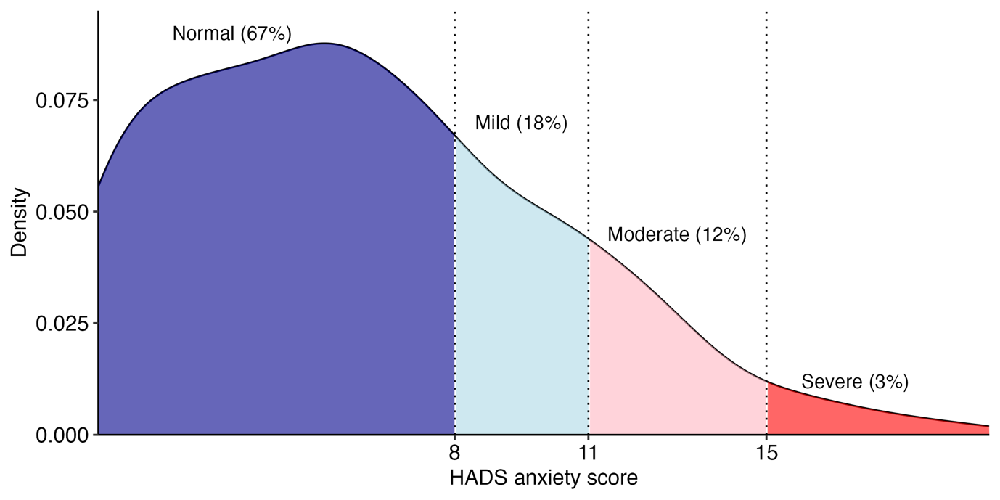 Normal (67%)
Mild (18%)
Moderate (12%)
Severe (3%)
Density
0.075
0.050
0.025
0.000
8
11
15
HADS anxiety score